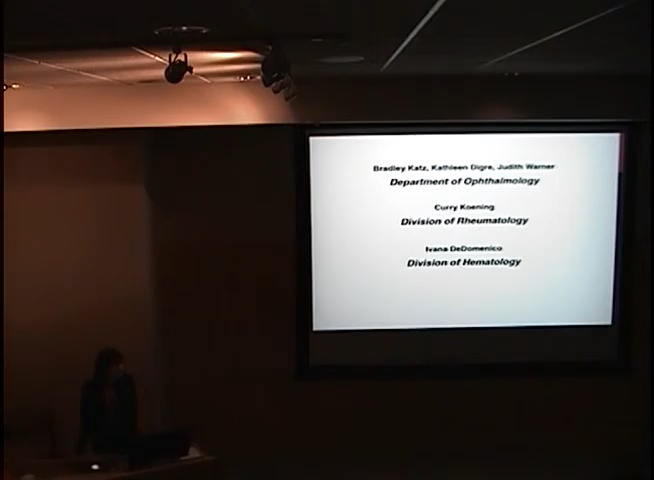 Bradley Katz, Kathleen Digre, Judith Warner
Department of Ophthalmology
Curry Koening
Division of Rheumatology
Ivana DeDomenico
Division of Hematology